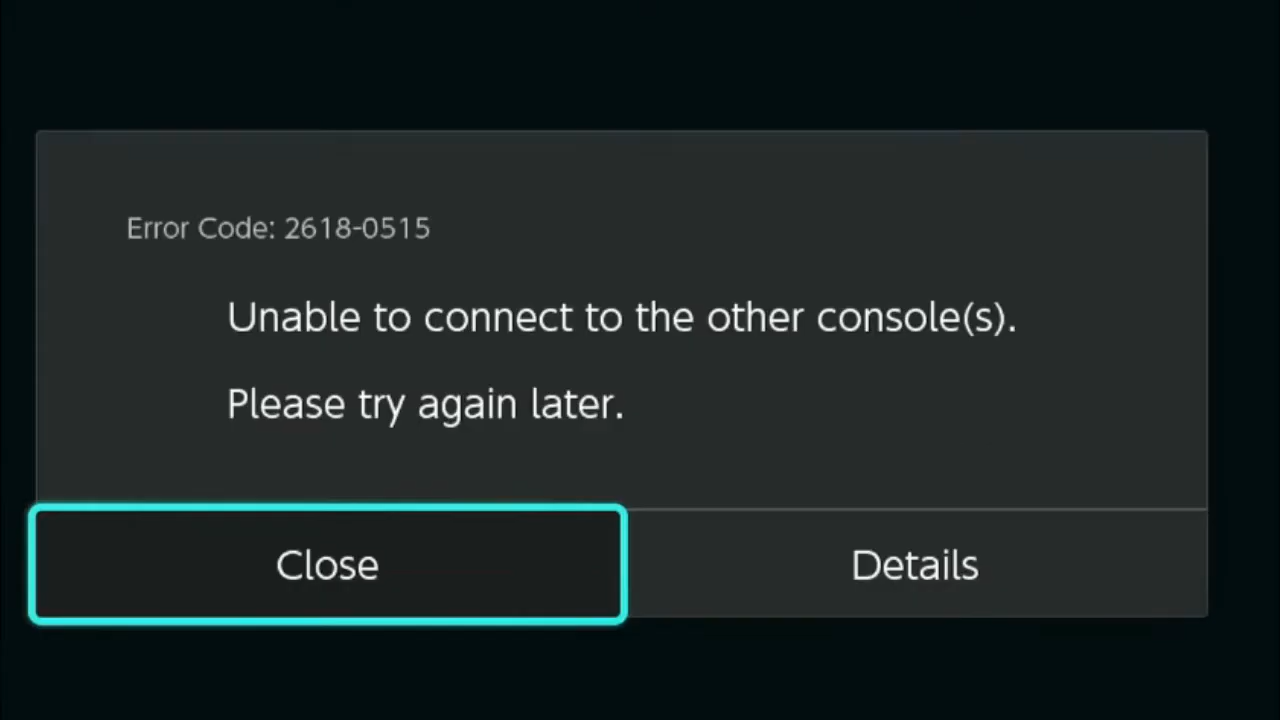 Error Code: 2618-0515
Unable to connect to the other console(s).
Please try again later.
Close
Details